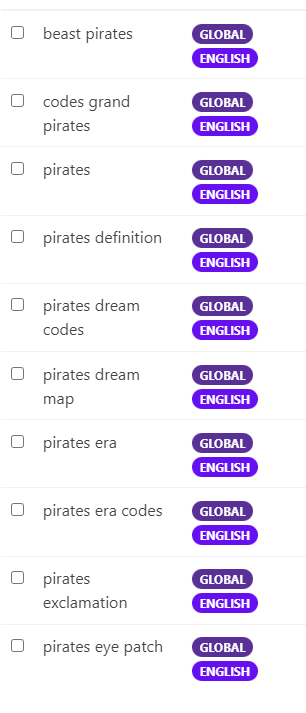 beast pirates GLOBAL
ENGLISH
codes grand GLOBAL
pirates ENGLISH
pirates GLOBAL
ENGLISH
pirates definition GLOBAL
ENGLISH
pirates dream GLOBAL
codes ENGLISH
pirates dream GLOBAL
map ENGLISH
pirates era GLOBAL
ENGLISH
pirates era codes GLOBAL
ENGLISH
pirates GLOBAL
exclamation ENGLISH
pirates eye patch GLOBAL
ENGLISH